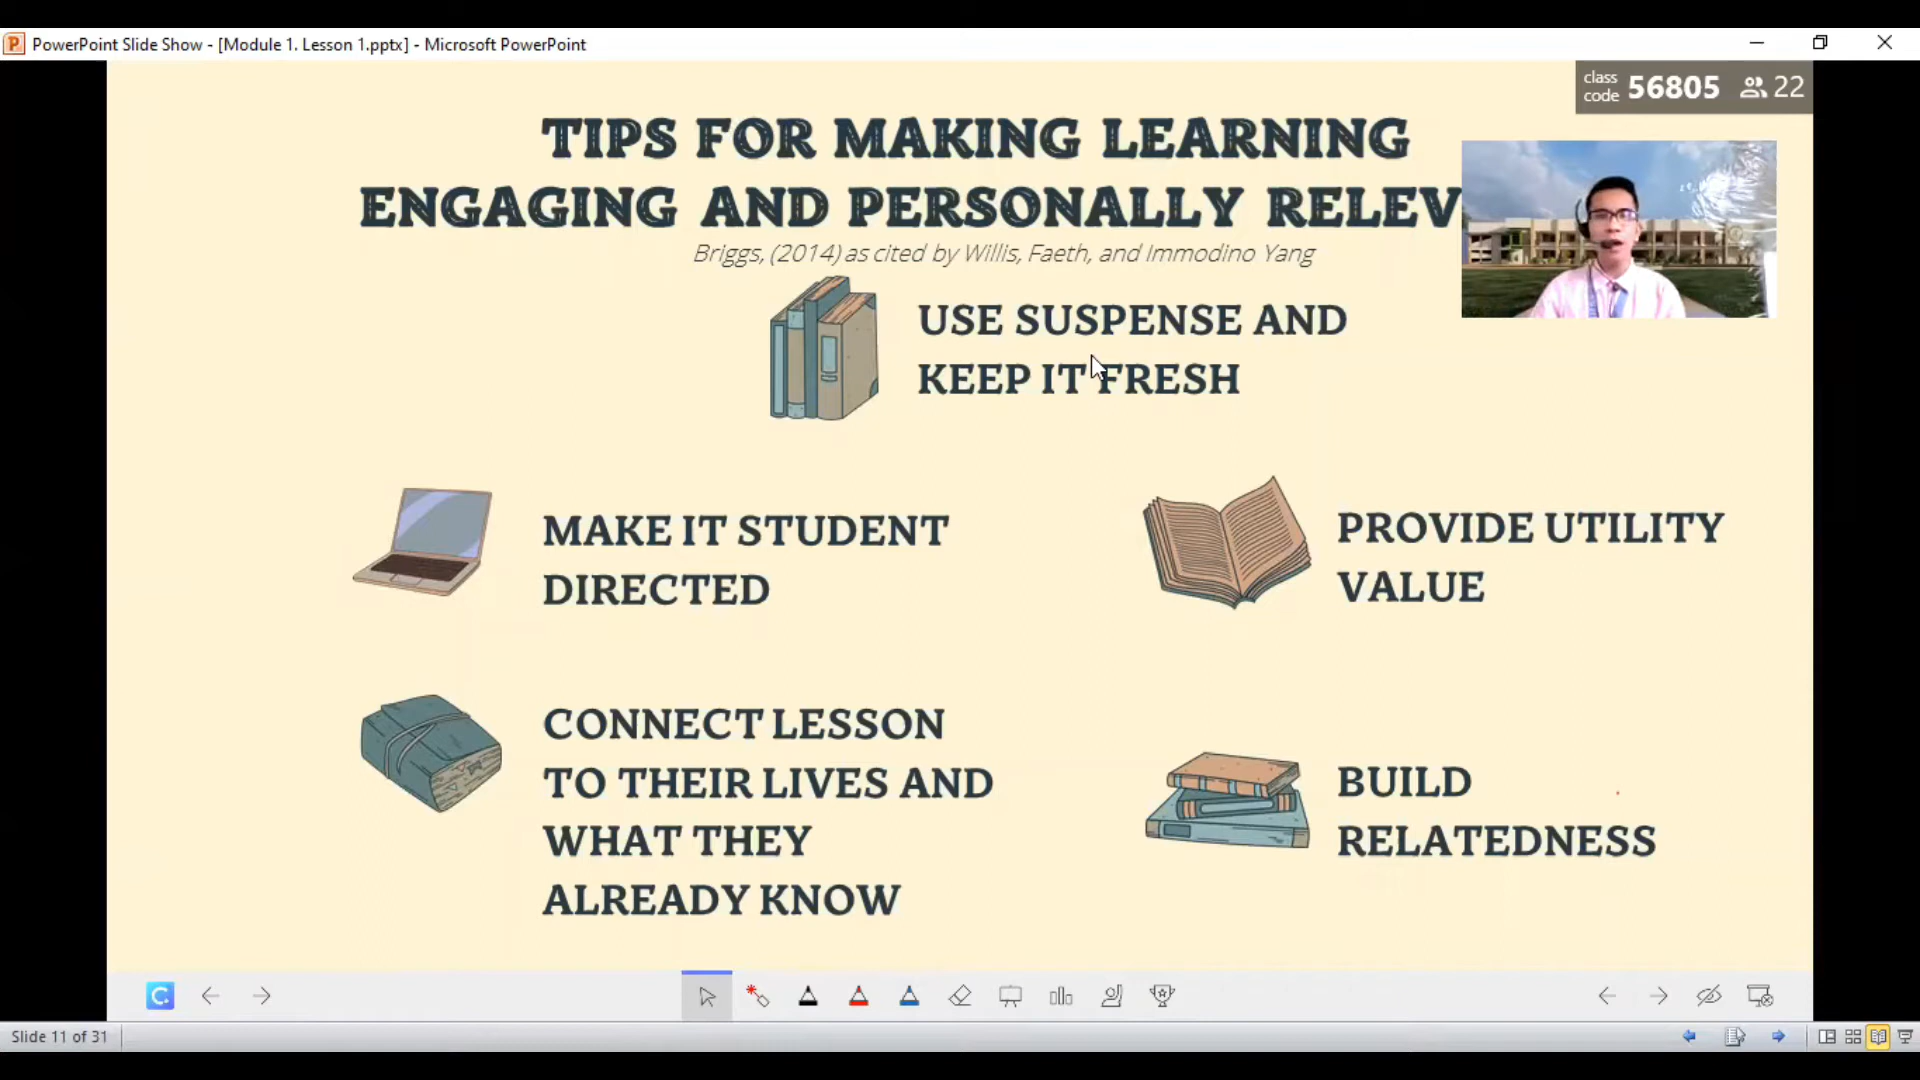 PowerPoint Slide Show - [Module 1. Lesson 1.pptx] - Microsoft PowerPoint
class code 56805 22
TIPS FOR MAKING LEARNING
ENGAGING AND PERSONALLY RELEV
Briggs, (2014) as cited by Willis, Faeth, and Immodino Yang
USE SUSPENSE AND
KEEP IT FRESH
MAKE IT STUDENT
DIRECTED
PROVIDE UTILITY
VALUE
CONNECT LESSON
TO THEIR LIVES AND
WHAT THEY
ALREADY KNOW
BUILD
RELATEDNESS
Slide 11 of 31